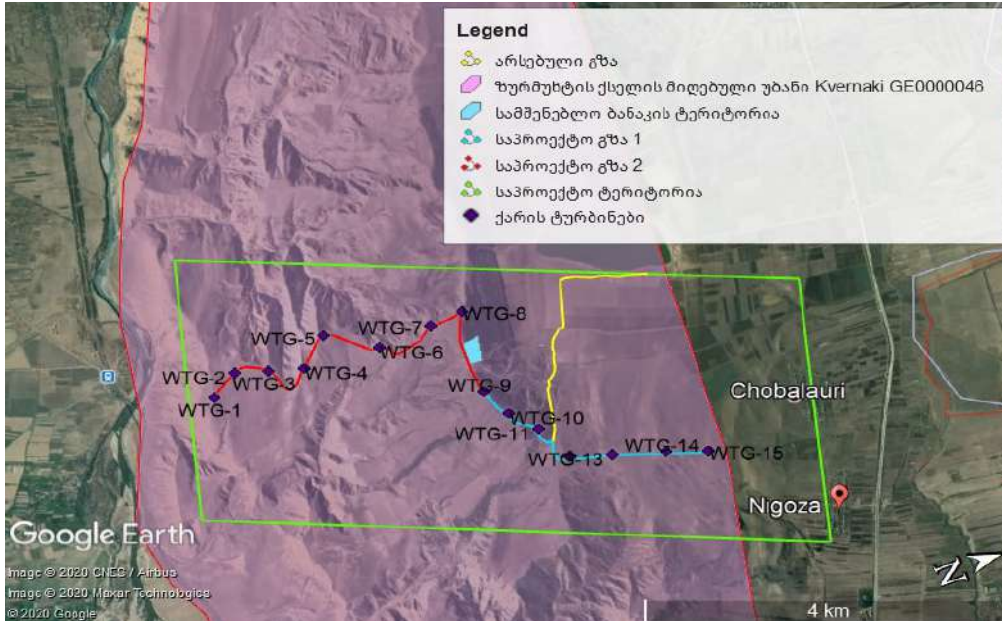 Legend
არსებული გზა
ზურმუხტის ქსელის მიღებული უბანი Kvernaki GE0000046
სამშენებლო ბანაკის ტერიტორია
საპროექტო გზა 1
საპროექტო გზა 2
საპროექტო ტერიტორია
ქარის ტურბინები
WTG-8
WTG-7
WTG-5
WTG-6
WTG-2
WTG-3
WTG-4
WTG-1
WTG-9
Chobalauri
WTG-10
WTG-11
WTG-13
WTG-14
WTG-15
Nigoza
Google Earth
Image © 2020 CNES / Airbus
Image © 2020 Maxar Technologies
© 2020 Google
4 km
N